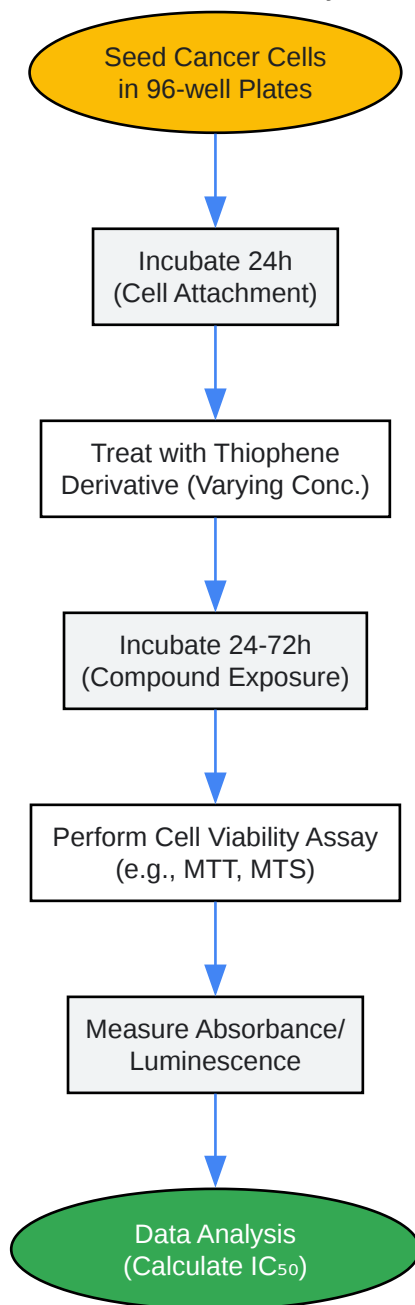 Seed Cancer Cells
in 96-well Plates
Incubate 24h
(Cell Attachment)
Treat with Thiophene
Derivative (Varying Conc.)
Incubate 24-72h
(Compound Exposure)
Perform Cell Viability Assay
(e.g., MTT, MTS)
Measure Absorbance/
Luminescence
Data Analysis
(Calculate IC₅₀)